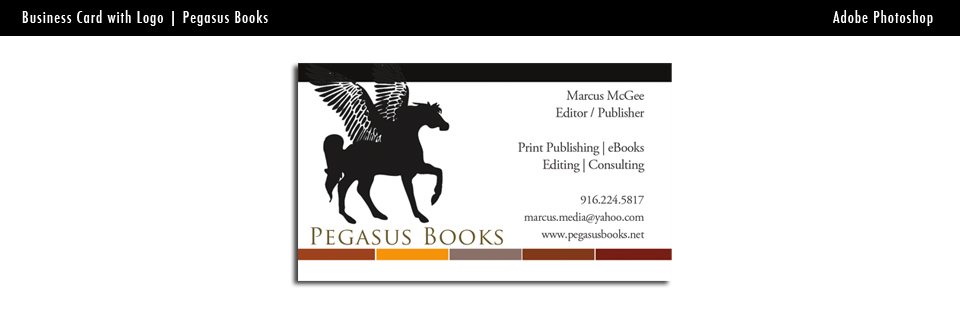 Business Card with Logo | Pegasus Books
Adobe Photoshop
Marcus McGee
Editor / Publisher
Print Publishing | eBooks
Editing | Consulting
916.224.5817
marcus.media@yahoo.com
www.pegasusbooks.net
PEGASUS BOOKS